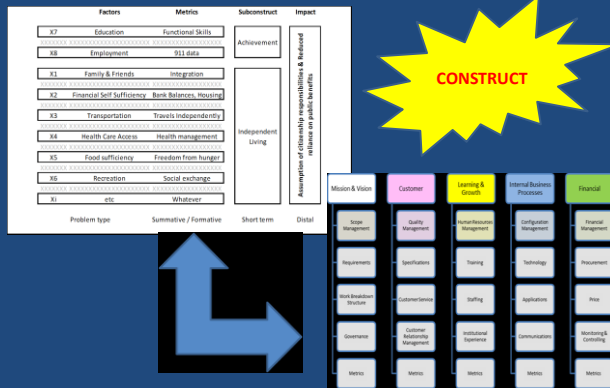 Factors Metrics Subconstruct Impact
X7 Education Functional Skills
Achievement
X8 Employment 911 data
X1 Family & Friends Integration
X2 Financial Self Sufficiency Bank Balances, Housing
X3 Transportation Travels Independently
Independent
Living
X4 Health Care Access Health management
X5 Food sufficiency Freedom from hunger
X6 Recreation Social exchange
Xi etc Whatever
Assumption of citizenship responsibilities & Reduced
reliance on public benefits
Problem type Summative / Formative Short term Distal
CONSTRUCT
Mission & Vision
Scope
Management
Requirements
Work Breakdown
Structure
Governance
Metrics
Customer
Quality
Management
Specifications
Customer Service
Customer
Relationship
Management
Metrics
Learning &
Growth
Human Resources
Management
Training
Staffing
Institutional
Experience
Metrics
Internal Business
Processes
Configuration
Management
Technology
Applications
Communications
Metrics
Financial
Financial
Management
Procurement
Price
Monitoring &
Controlling
Metrics